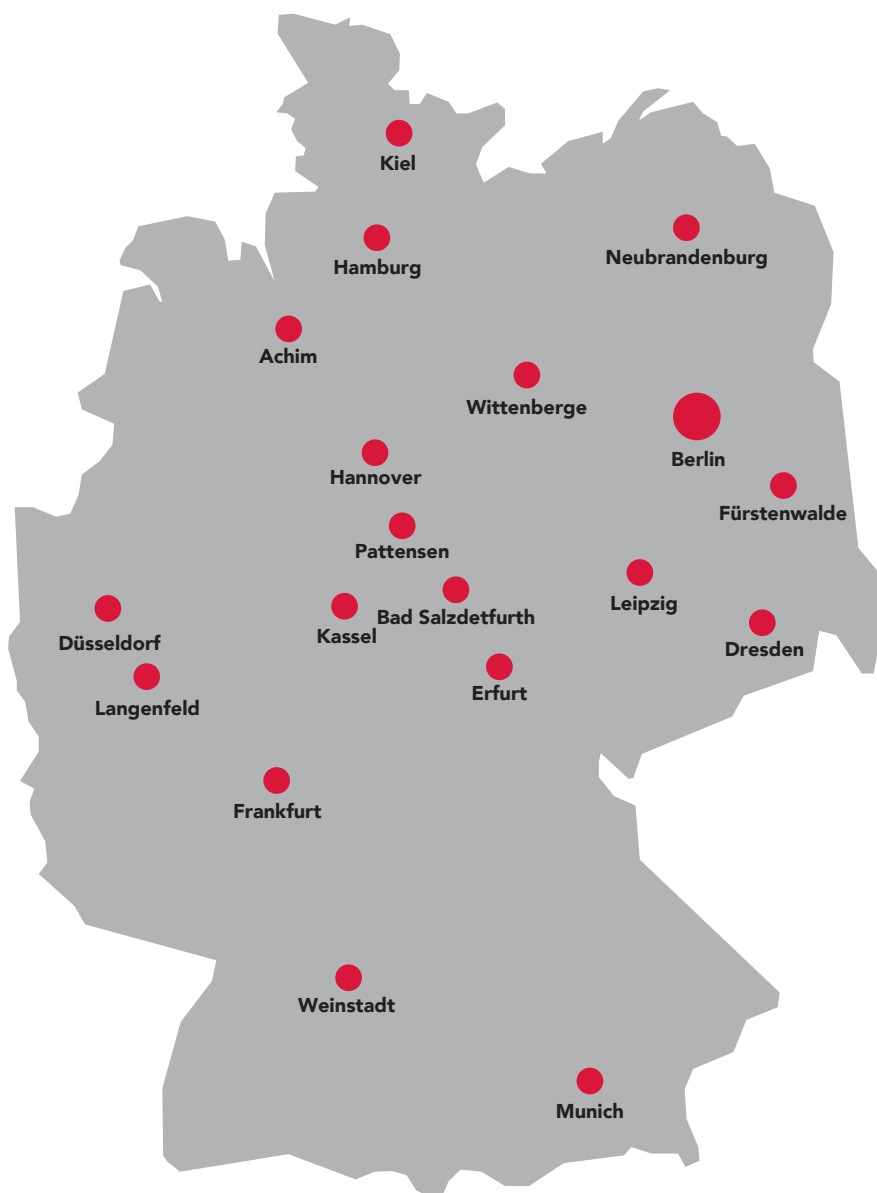 Kiel
Neubrandenburg
Hamburg
Achim
Wittenberge
Berlin
Hannover
Fürstenwalde
Pattensen
Leipzig
Bad Salzdetfurth
Kassel
Düsseldorf
Dresden
Erfurt
Langenfeld
Frankfurt
Weinstadt
Munich